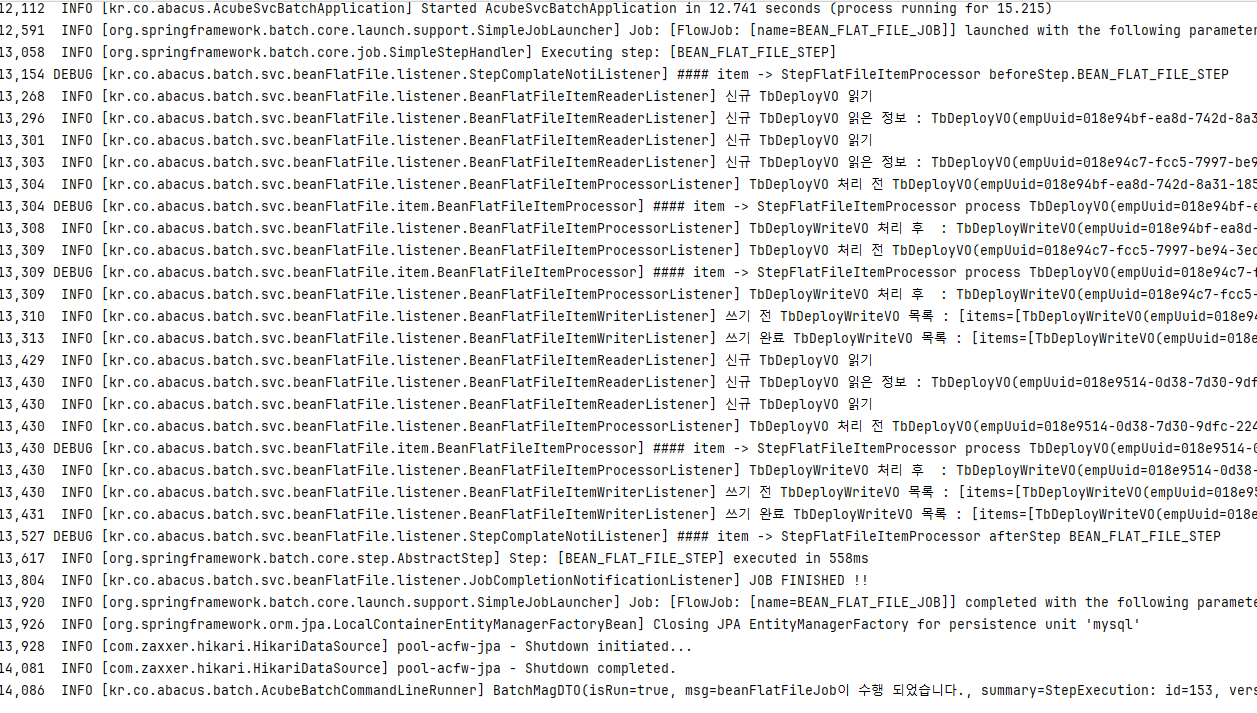 12,112  INFO [kr.co.abacus.AcubeSvcBatchApplication] Started AcubeSvcBatchApplication in 12.741 seconds (process running for 15.215)
12,591  INFO [org.springframework.batch.core.launch.support.SimpleJobLauncher] Job: [FlowJob: [name=BEAN_FLAT_FILE_JOB]] launched with the following parameter
13,058  INFO [org.springframework.batch.core.job.SimpleStepHandler] Executing step: [BEAN_FLAT_FILE_STEP]
13,154 DEBUG [kr.co.abacus.batch.svc.beanFlatFile.listener.StepComplateNotiListener] #### item -> StepFlatFileItemProcessor beforeStep.BEAN_FLAT_FILE_STEP
13,268  INFO [kr.co.abacus.batch.svc.beanFlatFile.listener.BeanFlatFileItemReaderListener] 신규 TbDeployVO 읽기
13,296  INFO [kr.co.abacus.batch.svc.beanFlatFile.listener.BeanFlatFileItemReaderListener] 신규 TbDeployVO 읽은 정보 : TbDeployVO(empUuid=018e94bf-ea8d-742d-8a3
13,301  INFO [kr.co.abacus.batch.svc.beanFlatFile.listener.BeanFlatFileItemReaderListener] 신규 TbDeployVO 읽기
13,303  INFO [kr.co.abacus.batch.svc.beanFlatFile.listener.BeanFlatFileItemReaderListener] 신규 TbDeployVO 읽은 정보 : TbDeployVO(empUuid=018e94c7-fcc5-7997-be9
13,304  INFO [kr.co.abacus.batch.svc.beanFlatFile.listener.BeanFlatFileItemProcessorListener] TbDeployVO 처리 전 TbDeployVO(empUuid=018e94bf-ea8d-742d-8a31-185
13,304 DEBUG [kr.co.abacus.batch.svc.beanFlatFile.item.BeanFlatFileItemProcessor] #### item -> StepFlatFileItemProcessor process TbDeployVO(empUuid=018e94bf-e
13,308  INFO [kr.co.abacus.batch.svc.beanFlatFile.listener.BeanFlatFileItemProcessorListener] TbDeployWriteVO 처리 후  : TbDeployWriteVO(empUuid=018e94bf-ea8d-
13,309  INFO [kr.co.abacus.batch.svc.beanFlatFile.listener.BeanFlatFileItemProcessorListener] TbDeployVO 처리 전 TbDeployVO(empUuid=018e94c7-fcc5-7997-be94-3ec
13,309 DEBUG [kr.co.abacus.batch.svc.beanFlatFile.item.BeanFlatFileItemProcessor] #### item -> StepFlatFileItemProcessor process TbDeployVO(empUuid=018e94c7-f
13,309  INFO [kr.co.abacus.batch.svc.beanFlatFile.listener.BeanFlatFileItemProcessorListener] TbDeployWriteVO 처리 후  : TbDeployWriteVO(empUuid=018e94c7-fcc5-
13,310  INFO [kr.co.abacus.batch.svc.beanFlatFile.listener.BeanFlatFileItemWriterListener] 쓰기 전 TbDeployWriteVO 목록 : [items=[TbDeployWriteVO(empUuid=018e94
13,313  INFO [kr.co.abacus.batch.svc.beanFlatFile.listener.BeanFlatFileItemWriterListener] 쓰기 완료 TbDeployWriteVO 목록 : [items=[TbDeployWriteVO(empUuid=018e
13,429  INFO [kr.co.abacus.batch.svc.beanFlatFile.listener.BeanFlatFileItemReaderListener] 신규 TbDeployVO 읽기
13,430  INFO [kr.co.abacus.batch.svc.beanFlatFile.listener.BeanFlatFileItemReaderListener] 신규 TbDeployVO 읽은 정보 : TbDeployVO(empUuid=018e9514-0d38-7d30-9df
13,430  INFO [kr.co.abacus.batch.svc.beanFlatFile.listener.BeanFlatFileItemReaderListener] 신규 TbDeployVO 읽기
13,430  INFO [kr.co.abacus.batch.svc.beanFlatFile.listener.BeanFlatFileItemProcessorListener] TbDeployVO 처리 전 TbDeployVO(empUuid=018e9514-0d38-7d30-9dfc-224
13,430 DEBUG [kr.co.abacus.batch.svc.beanFlatFile.item.BeanFlatFileItemProcessor] #### item -> StepFlatFileItemProcessor process TbDeployVO(empUuid=018e9514-0
13,430  INFO [kr.co.abacus.batch.svc.beanFlatFile.listener.BeanFlatFileItemProcessorListener] TbDeployWriteVO 처리 후  : TbDeployWriteVO(empUuid=018e9514-0d38-
13,430  INFO [kr.co.abacus.batch.svc.beanFlatFile.listener.BeanFlatFileItemWriterListener] 쓰기 전 TbDeployWriteVO 목록 : [items=[TbDeployWriteVO(empUuid=018e95
13,431  INFO [kr.co.abacus.batch.svc.beanFlatFile.listener.BeanFlatFileItemWriterListener] 쓰기 완료 TbDeployWriteVO 목록 : [items=[TbDeployWriteVO(empUuid=018e
13,527 DEBUG [kr.co.abacus.batch.svc.beanFlatFile.listener.StepComplateNotiListener] #### item -> StepFlatFileItemProcessor afterStep BEAN_FLAT_FILE_STEP
13,617  INFO [org.springframework.batch.core.step.AbstractStep] Step: [BEAN_FLAT_FILE_STEP] executed in 558ms
13,804  INFO [kr.co.abacus.batch.svc.beanFlatFile.listener.JobCompletionNotificationListener] JOB FINISHED !!
13,920  INFO [org.springframework.batch.core.launch.support.SimpleJobLauncher] Job: [FlowJob: [name=BEAN_FLAT_FILE_JOB]] completed with the following paramete
13,926  INFO [org.springframework.orm.jpa.LocalContainerEntityManagerFactoryBean] Closing JPA EntityManagerFactory for persistence unit 'mysql'
13,928  INFO [com.zaxxer.hikari.HikariDataSource] pool-acfw-jpa - Shutdown initiated...
14,081  INFO [com.zaxxer.hikari.HikariDataSource] pool-acfw-jpa - Shutdown completed.
14,086  INFO [kr.co.abacus.batch.AcubeBatchCommandLineRunner] BatchMagDTO(isRun=true, msg=beanFlatFileJob이 수행 되었습니다., summary=StepExecution: id=153, vers